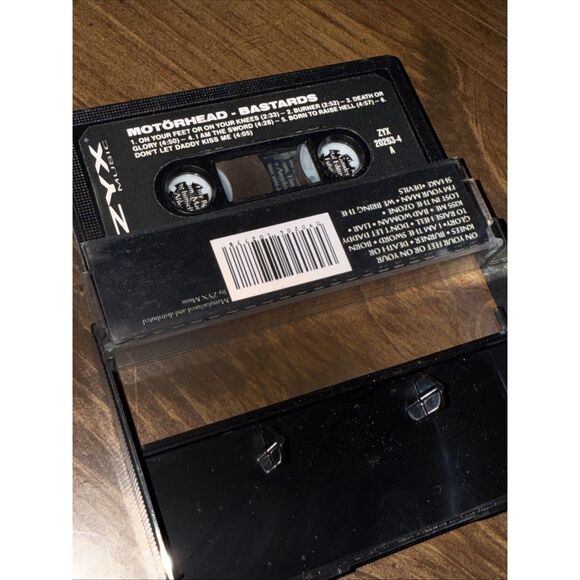 MOTÖRHEAD - BASTARDS
1. ON YOUR FEET OR ON YOUR KNEES (2:33) – 2. BURNER (2:52) – 3. DEATH OR
GLORY (4:50) – 4. I AM THE SWORD (4:28) – 5. BORN TO RAISE HELL (4:57) – 6.
DON'T LET DADDY KISS ME (4:05)
ZYX
MUSIC
ZYX
20263-4
A
ON YOUR FEET OR ON YOUR
KNEES • BURNER • DEATH OR
GLORY • I AM THE SWORD • BORN
TO RAISE HELL • DON'T LET DADDY
KISS ME • BAD WOMAN • LIAR
LOST IN THE OZONE
I'M YOUR MAN • WE BRING THE
SHAKE • DEVILS
Manufactured and distributed
by ZYX Music